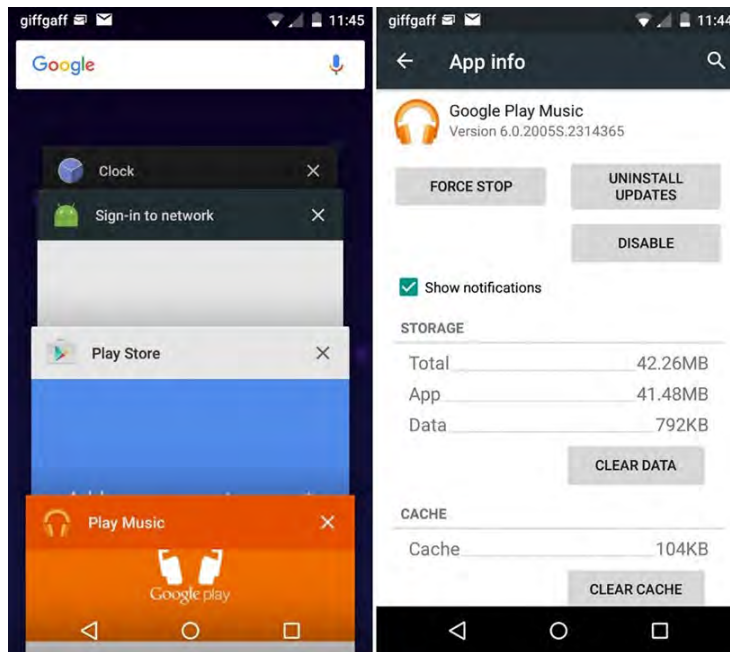 giffgaff 11:45
Google
Clock
Sign-in to network
Play Store
Play Music
Google play
giffgaff 11:44
App info
Google Play Music
Version 6.0.2005S.2314365
FORCE STOP
UNINSTALL
UPDATES
DISABLE
Show notifications
STORAGE
Total 42.26MB
App 41.48MB
Data 792KB
CLEAR DATA
CACHE
Cache 104KB
CLEAR CACHE